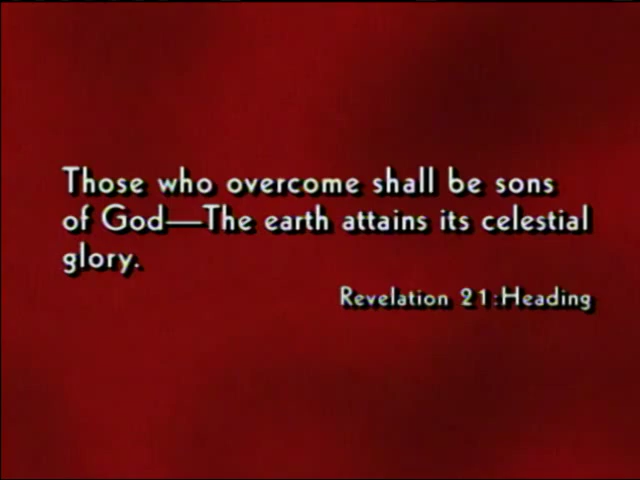 Those who overcome shall be sons
of God—The earth attains its celestial
glory.
Revelation 21:Heading